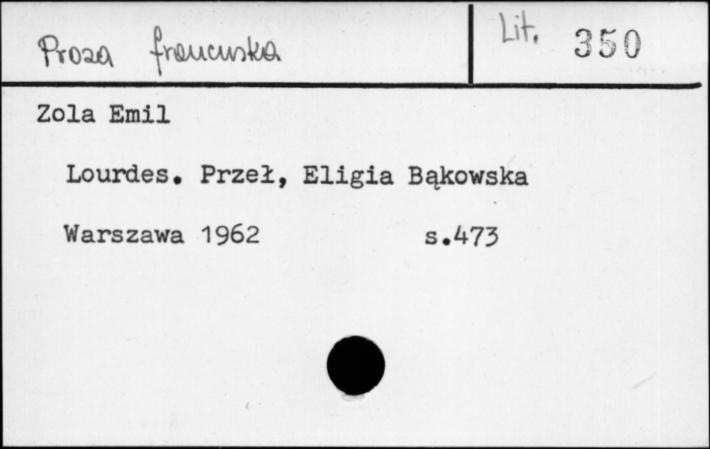 Proza francuska
Lit. 350
Zola Emil
Lourdes. Przeł, Eligia Bąkowska
Warszawa 1962 s.473